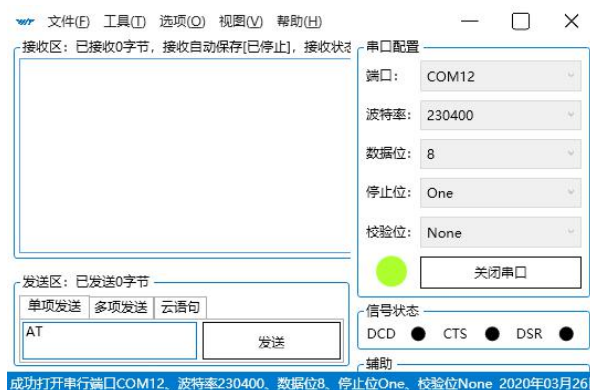 文件(F) 工具(T) 选项(O) 视图(V) 帮助(H)
接收区：已接收0字节，接收自动保存[已停止]，接收状态
串口配置
端口： COM12
波特率： 230400
数据位： 8
停止位： One
校验位： None
关闭串口
发送区：已发送0字节
单项发送 多项发送 云语句
AT
发送
信号状态
DCD CTS DSR
辅助
成功打开串行端口COM12、波特率230400、数据位8、停止位One、校验位None 2020年03月26